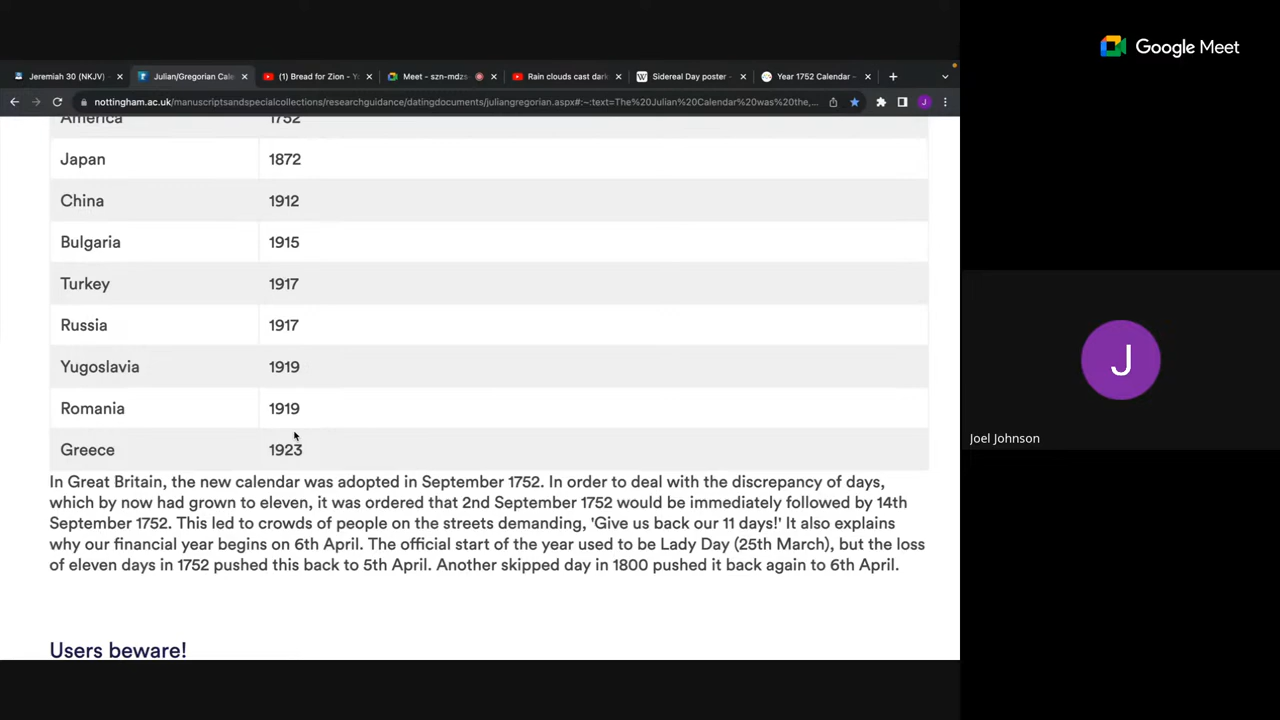 Google Meet
Jeremiah 30 (NKJV)
Julian/Gregorian Cale
(1) Bread for Zion - Yo
Meet - szn-mdzs
Rain clouds cast dark
Sidereal Day poster -
Year 1752 Calendar –
nottingham.ac.uk/manuscriptsandspecialcollections/researchguidance/datingdocuments/juliangregorian.aspx#:~:text=The%20Julian%20Calendar%20was%20the,...
J
America 1752
Japan 1872
China 1912
Bulgaria 1915
Turkey 1917
Russia 1917
Yugoslavia 1919
Romania 1919
Greece 1923
In Great Britain, the new calendar was adopted in September 1752. In order to deal with the discrepancy of days,
which by now had grown to eleven, it was ordered that 2nd September 1752 would be immediately followed by 14th
September 1752. This led to crowds of people on the streets demanding, 'Give us back our 11 days!' It also explains
why our financial year begins on 6th April. The official start of the year used to be Lady Day (25th March), but the loss
of eleven days in 1752 pushed this back to 5th April. Another skipped day in 1800 pushed it back again to 6th April.
Users beware!
J
Joel Johnson